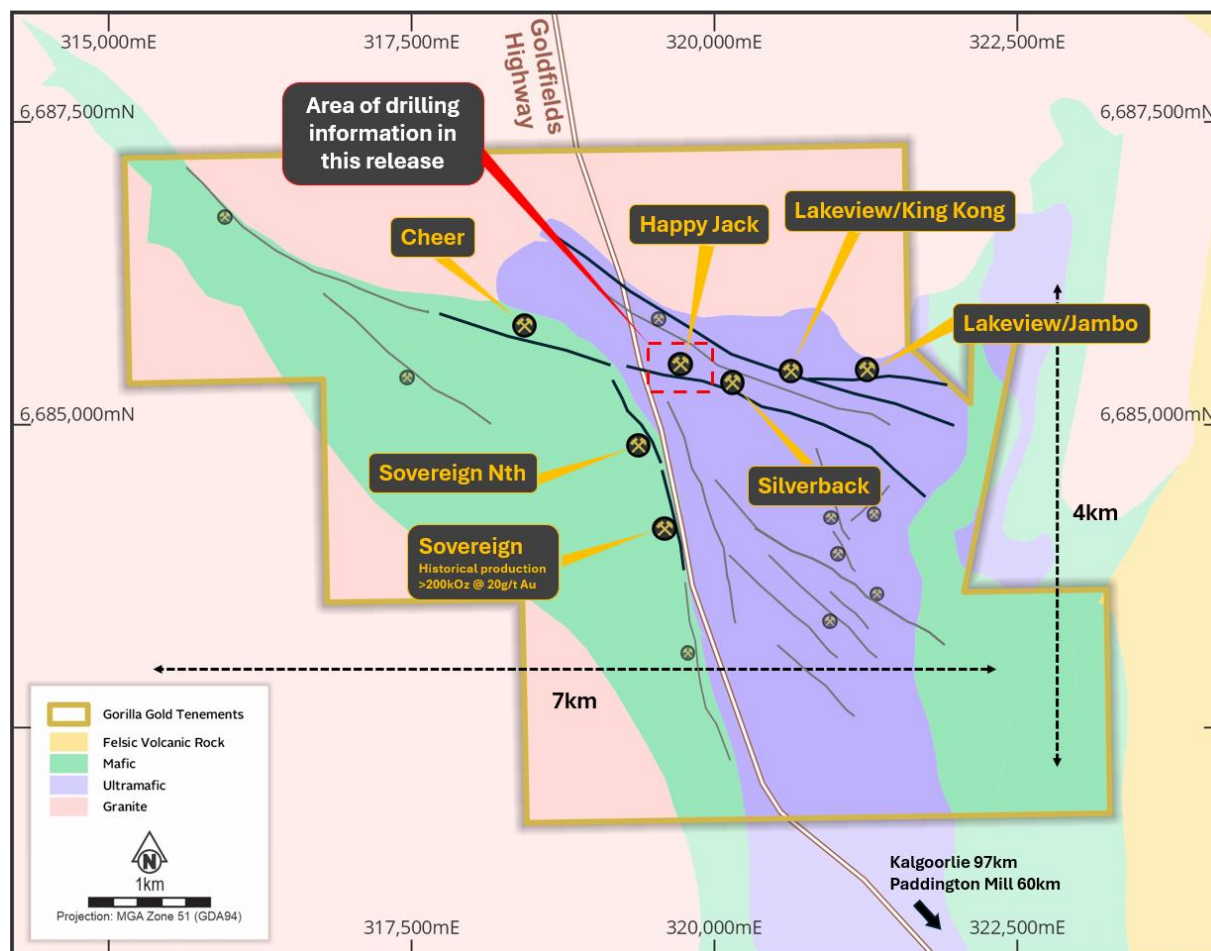 315,000mE
317,500mE
320,000mE
322,500mE
Goldfields
Highway
6,687,500mN
6,687,500mN
Area of drilling
information in
this release
Cheer
Happy Jack
Lakeview/King Kong
Lakeview/Jambo
6,685,000mN
6,685,000mN
Sovereign Nth
Silverback
Sovereign
Historical production
>200kOz @ 20g/t Au
4km
7km
Gorilla Gold Tenements
Felsic Volcanic Rock
Mafic
Ultramafic
Granite
N
1km
Projection: MGA Zone 51 (GDA94)
Kalgoorlie 97km
Paddington Mill 60km
317,500mE
320,000mE
322,500mE